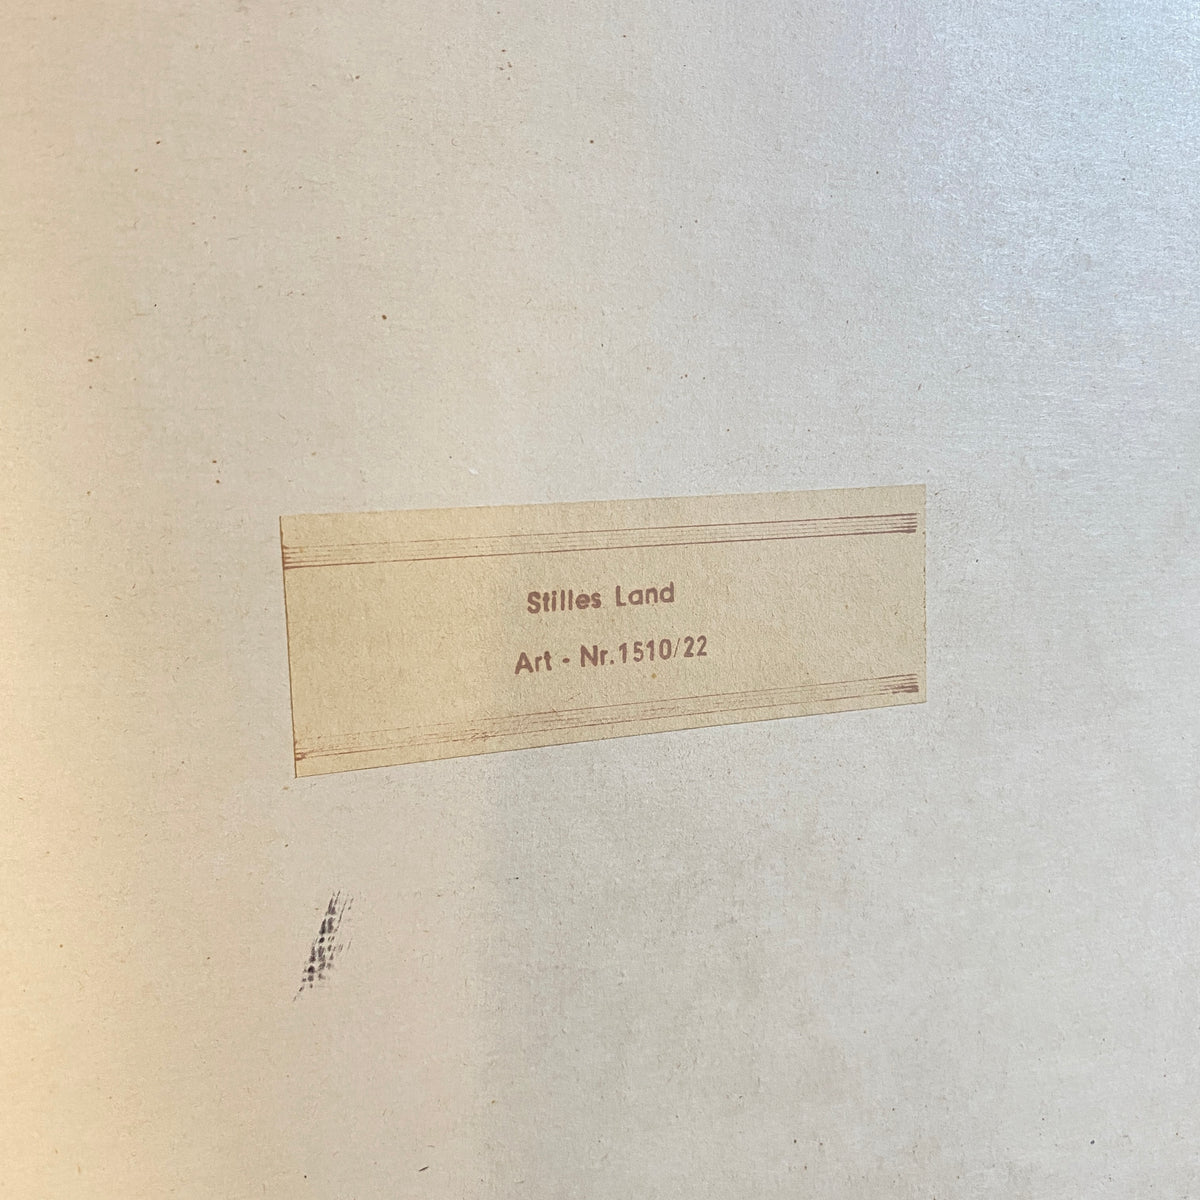 Stilles Land
Art - Nr.1510/22